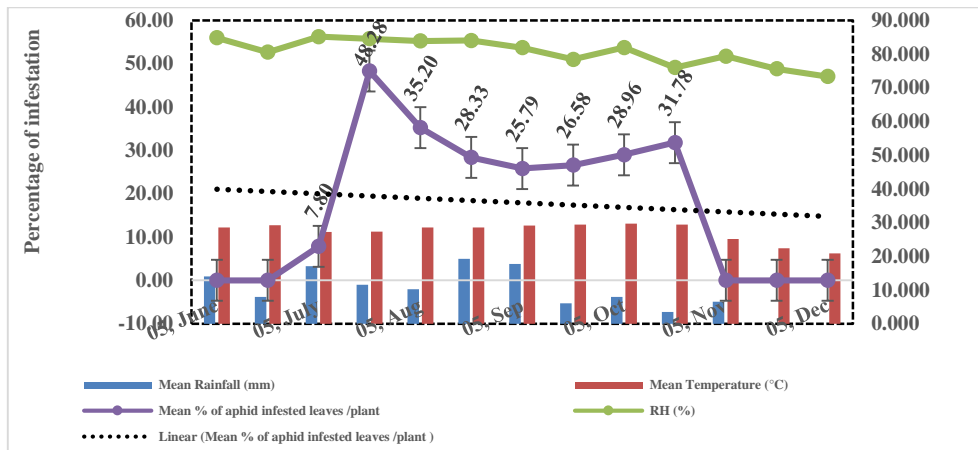 60.00
50.00
40.00
30.00
20.00
10.00
0.00
-10.00
Percentage of infestation
90.000
80.000
70.000
60.000
50.000
40.000
30.000
20.000
10.000
0.000
7.80
48.28
35.20
28.33
25.79
26.58
28.96
31.78
05, June
05, July
05, Aug
05, Sep
05, Oct
05, Nov
05, Dec
Mean Rainfall (mm)
Mean Temperature (°C)
Mean % of aphid infested leaves /plant
RH (%)
Linear (Mean % of aphid infested leaves /plant )